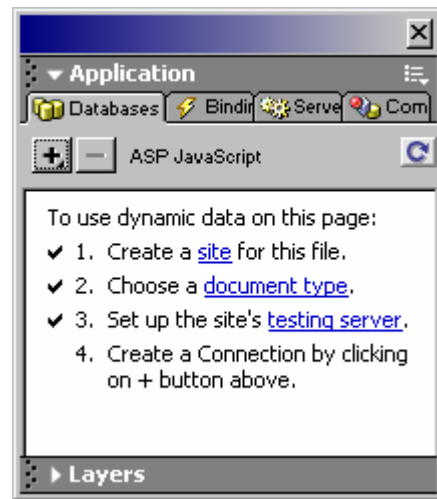 Application
Databases Bindin Serve Com
ASP JavaScript
To use dynamic data on this page:
1. Create a site for this file.
2. Choose a document type.
3. Set up the site's testing server.
4. Create a Connection by clicking
on + button above.
Layers